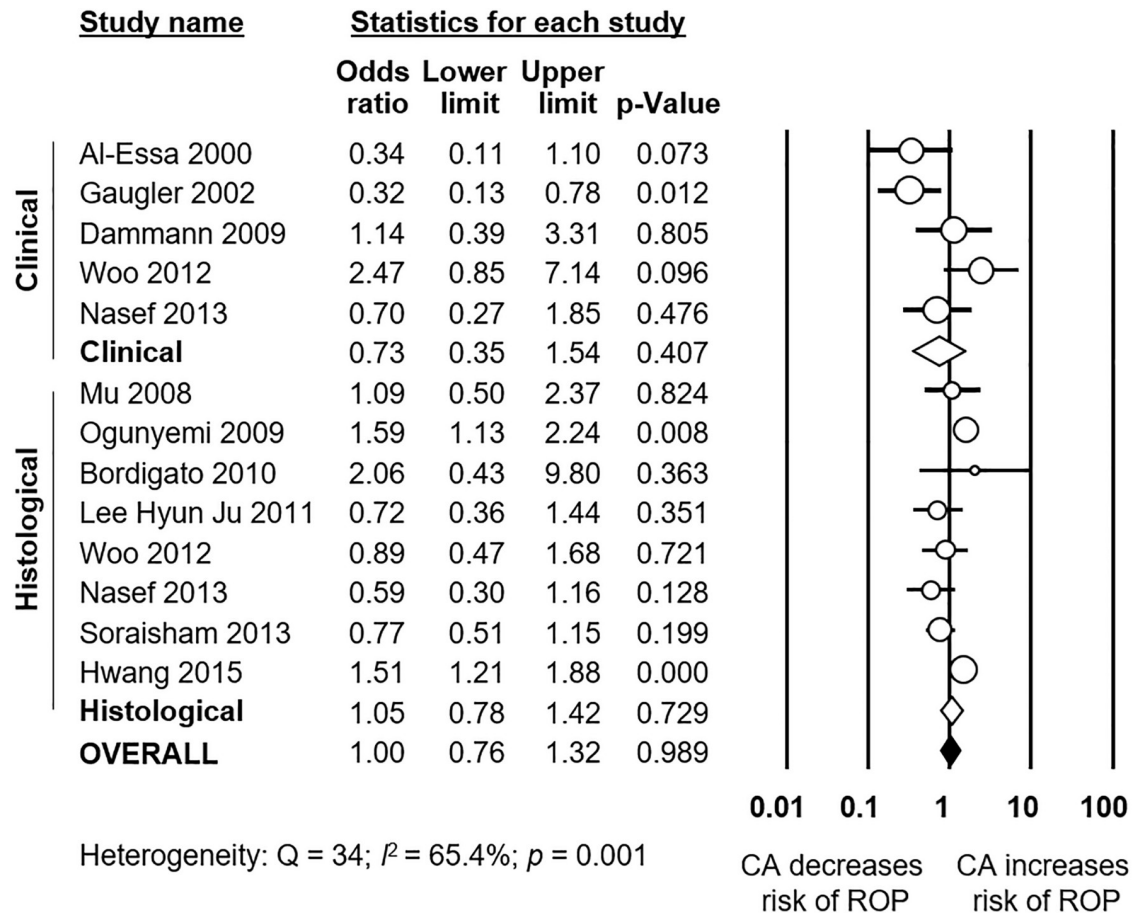 Study name Statistics for each study
Odds ratio Lower limit Upper limit p-Value
Clinical
Al-Essa 2000 0.34 0.11 1.10 0.073
Gaugler 2002 0.32 0.13 0.78 0.012
Dammann 2009 1.14 0.39 3.31 0.805
Woo 2012 2.47 0.85 7.14 0.096
Nasef 2013 0.70 0.27 1.85 0.476
Clinical 0.73 0.35 1.54 0.407
Histological
Mu 2008 1.09 0.50 2.37 0.824
Ogunyemi 2009 1.59 1.13 2.24 0.008
Bordigato 2010 2.06 0.43 9.80 0.363
Lee Hyun Ju 2011 0.72 0.36 1.44 0.351
Woo 2012 0.89 0.47 1.68 0.721
Nasef 2013 0.59 0.30 1.16 0.128
Soraisham 2013 0.77 0.51 1.15 0.199
Hwang 2015 1.51 1.21 1.88 0.000
Histological 1.05 0.78 1.42 0.729
OVERALL 1.00 0.76 1.32 0.989
0.01 0.1 1 10 100
Heterogeneity: Q = 34; I² = 65.4%; p = 0.001
CA decreases risk of ROP
CA increases risk of ROP